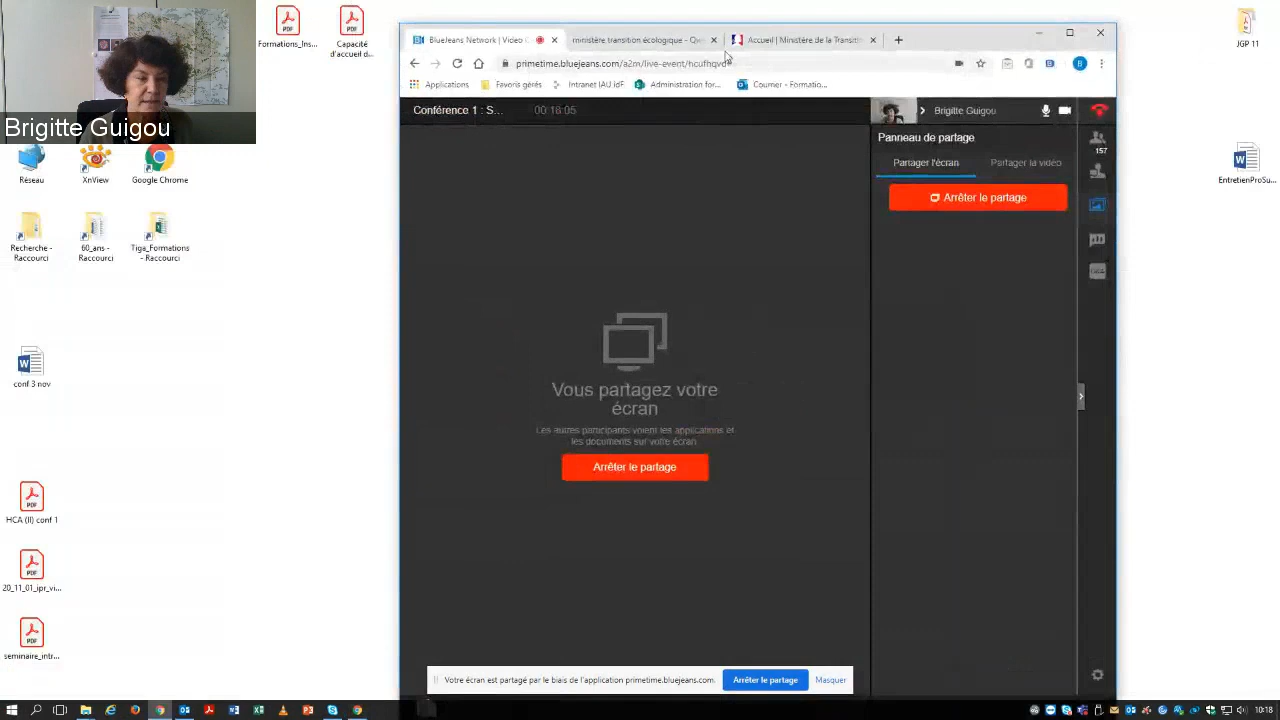 Formations_Ins...
Capacité
d'accueil d...
JGP 11
Brigitte Guigou
Réseau
XnView
Google Chrome
EntretienProSu...
Recherche -
Raccourci
60_ans -
Raccourci
Tiga_Formations
- Raccourci
conf 3 nov
HCA (II) conf 1
20_11_01_ipr_vi...
seminaire_intr...
BlueJeans Network | Video C
ministère transition écologique - Qw
Accueil | Ministère de la Transiti
primetime.bluejeans.com/a2m/live-event/
Applications
Favoris gérés
Intranet IAU îdF
Administration for...
Courrier - Formatio...
Conférence 1 : S...
00:18:05
Brigitte Guigou
Panneau de partage
157
Partager l'écran
Partager la vidéo
Arrêter le partage
Vous partagez votre
écran
Les autres participants voient les applications et
les documents sur votre écran
Arrêter le partage
Votre écran est partagé par le biais de l'application primetime.bluejeans.com.
Arrêter le partage
Masquer
10:18